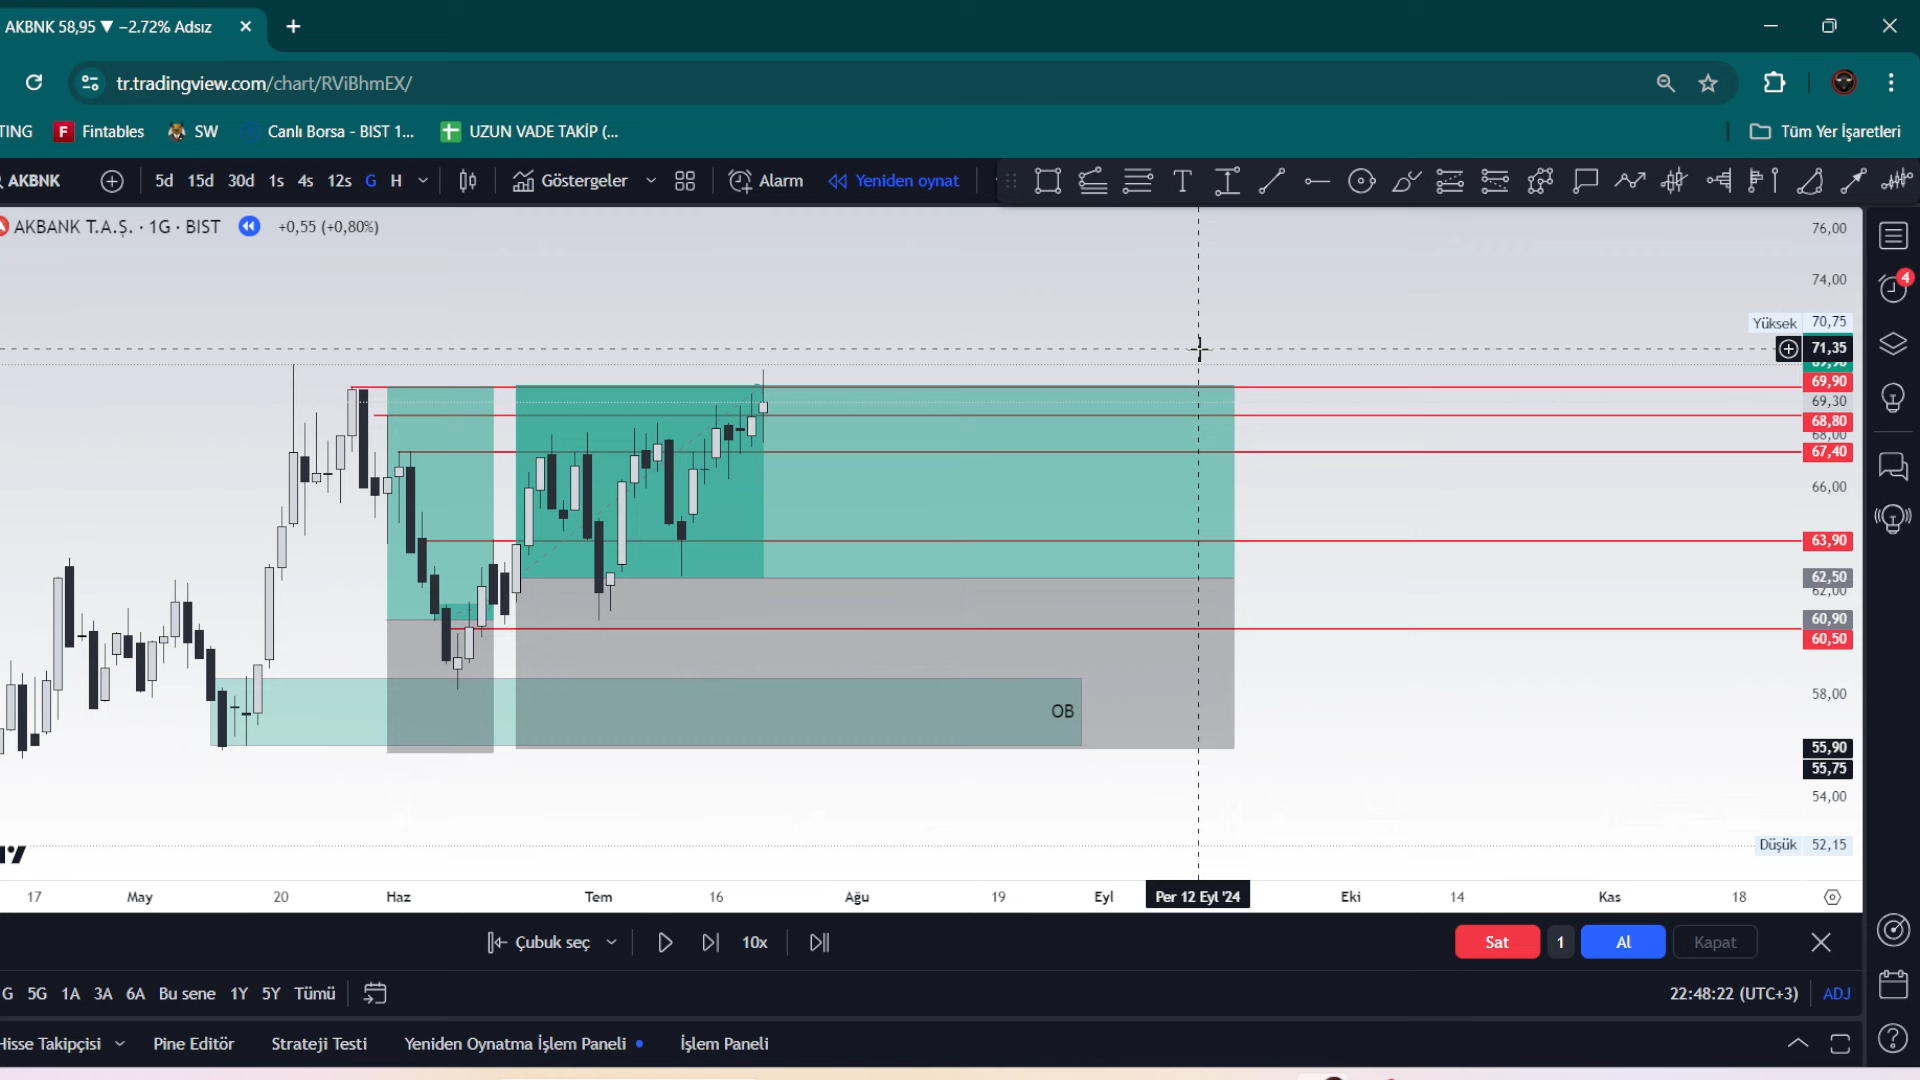 AKBNK 58,95 ▼ −2.72% Adsız
tr.tradingview.com/chart/RViBhmEX/
TING Fintables SW Canlı Borsa - BIST 1... UZUN VADE TAKİP (...
Tüm Yer İşaretleri
AKBNK 5d 15d 30d 1s 4s 12s G H Göstergeler Alarm Yeniden oynat
AKBANK T.A.Ş. · 1G · BIST +0,55 (+0,80%)
4
76,00
74,00
Yüksek 70,75
71,35
69,90
69,30
68,80
68,00
67,40
66,00
63,90
62,50
62,00
60,90
60,50
58,00
OB
55,90
55,75
54,00
Düşük 52,15
17 May 20 Haz Tem 16 Ağu 19 Eyl Per 12 Eyl '24 Eki 14 Kas 18
Çubuk seç 10x Sat 1 Al Kapat
G 5G 1A 3A 6A Bu sene 1Y 5Y Tümü 22:48:22 (UTC+3) ADJ
Hisse Takipçisi Pine Editör Strateji Testi Yeniden Oynatma İşlem Paneli İşlem Paneli